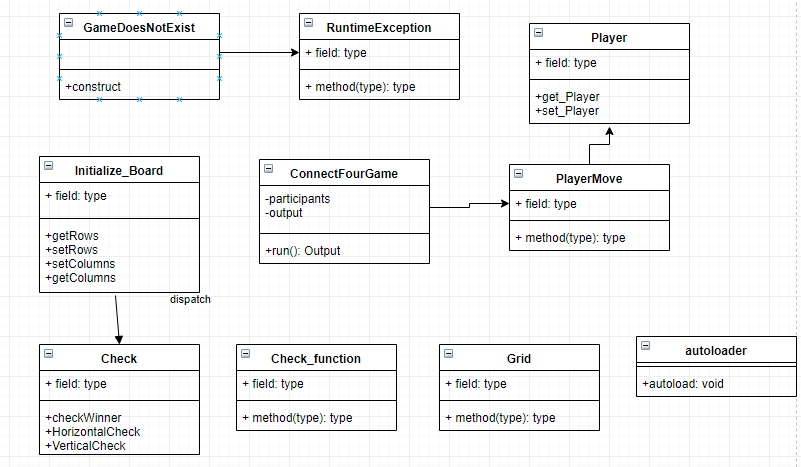 GameDoesNotExist
+construct
RuntimeException
+ field: type
+ method(type): type
Player
+ field: type
+get_Player
+set_Player
Initialize_Board
+ field: type
+getRows
+setRows
+setColumns
+getColumns
ConnectFourGame
-participants
-output
+run(): Output
PlayerMove
+ field: type
+ method(type): type
dispatch
Check
+ field: type
+checkWinner
+HorizontalCheck
+VerticalCheck
Check_function
+ field: type
+ method(type): type
Grid
+ field: type
+ method(type): type
autoloader
+autoload: void